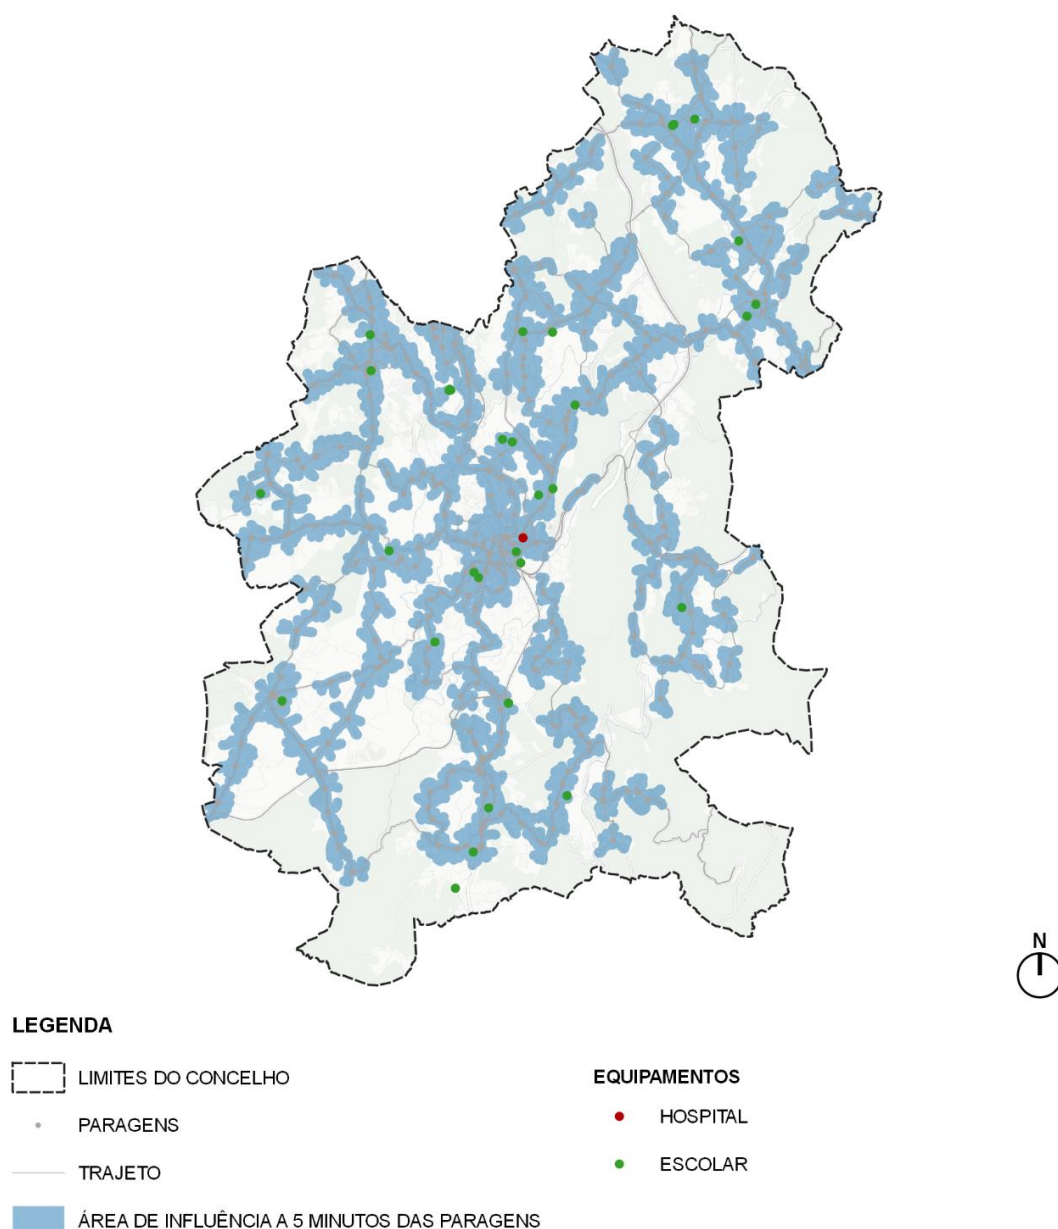 N
LEGENDA
LIMITES DO CONCELHO
PARAGENS
TRAJETO
ÁREA DE INFLUÊNCIA A 5 MINUTOS DAS PARAGENS
EQUIPAMENTOS
HOSPITAL
ESCOLAR